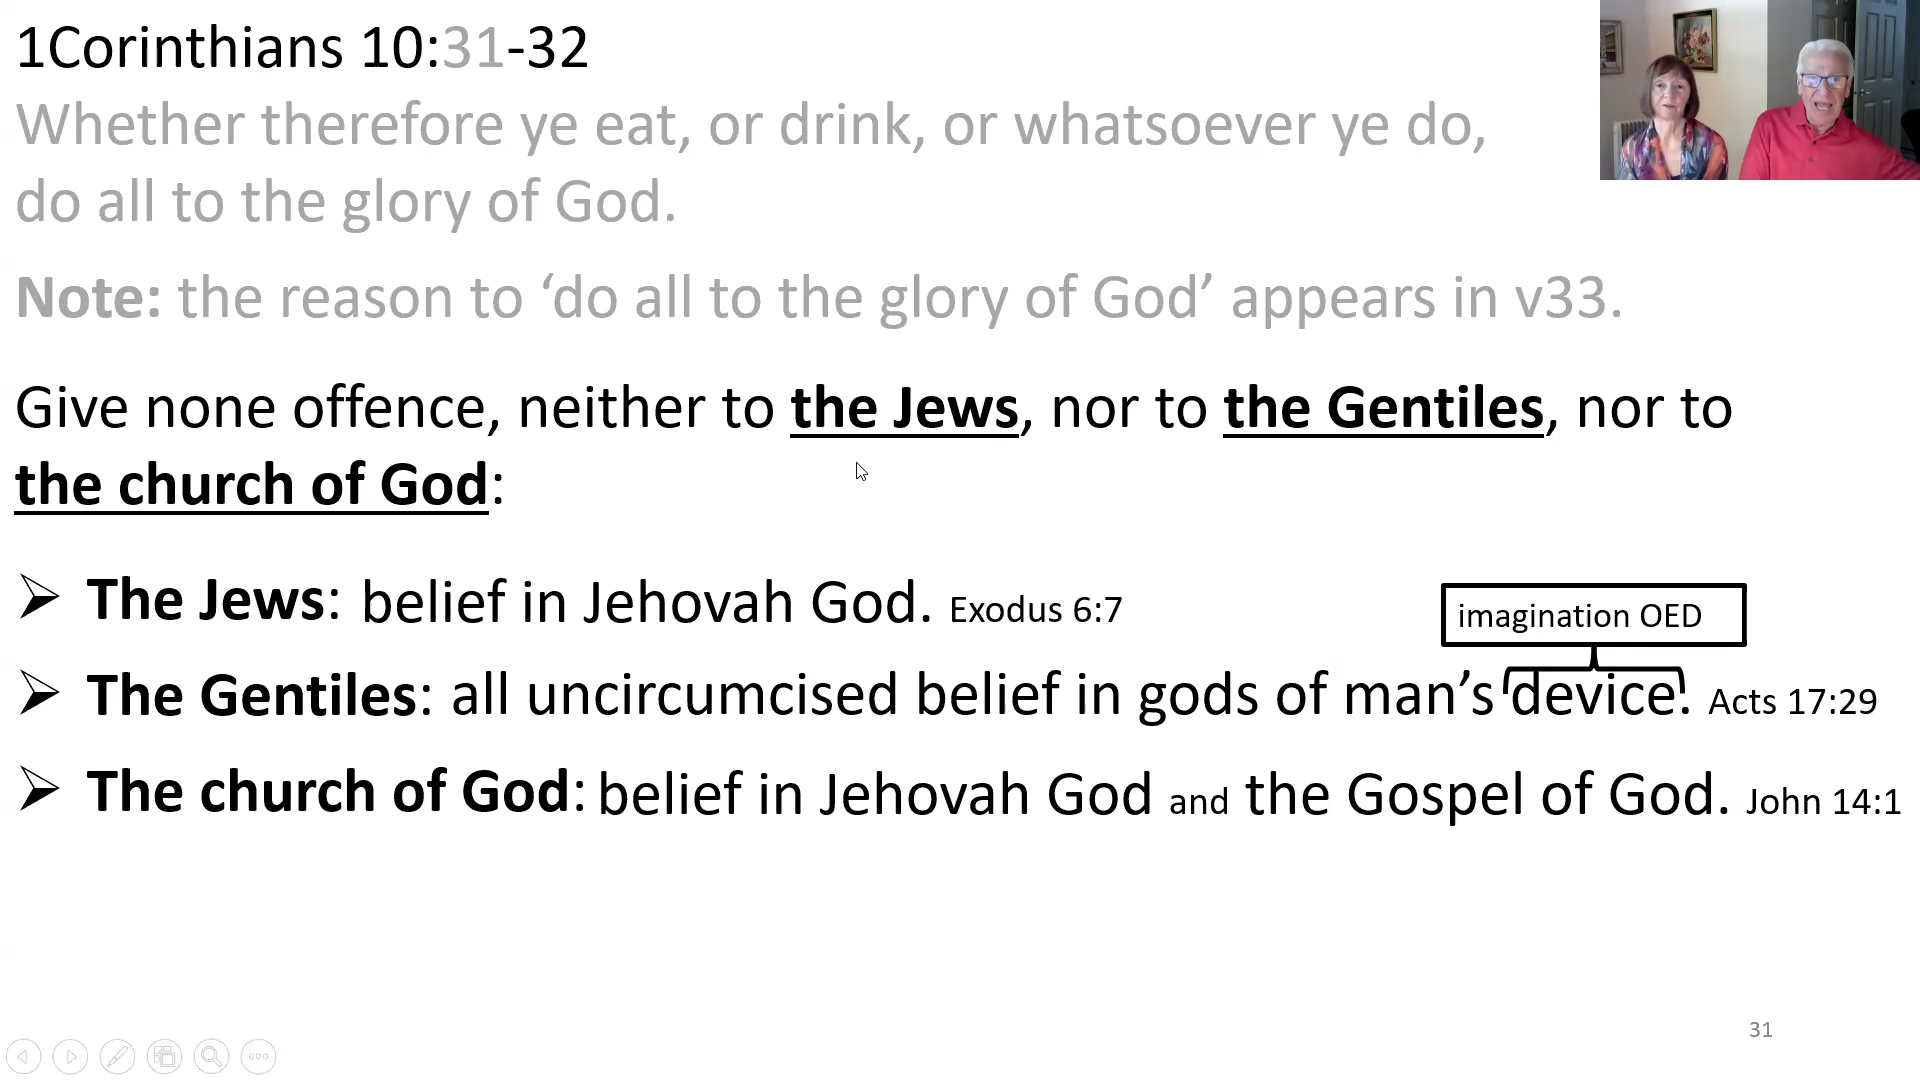 1Corinthians 10:31-32
Whether therefore ye eat, or drink, or whatsoever ye do,
do all to the glory of God.
Note: the reason to ‘do all to the glory of God’ appears in v33.
Give none offence, neither to the Jews, nor to the Gentiles, nor to
the church of God:
➢ The Jews: belief in Jehovah God. Exodus 6:7
imagination OED
➢ The Gentiles: all uncircumcised belief in gods of man’s device. Acts 17:29
➢ The church of God: belief in Jehovah God and the Gospel of God. John 14:1
31